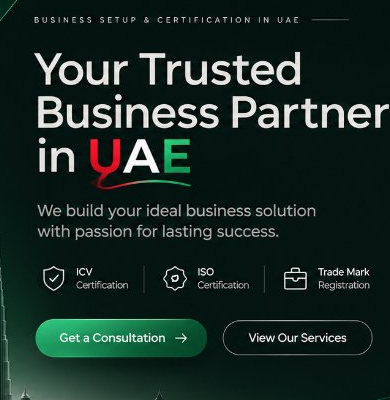 BUSINESS SETUP & CERTIFICATION IN UAE
Your Trusted
Business Partner
in UAE
We build your ideal business solution
with passion for lasting success.
ICV
Certification
ISO
Certification
Trade Mark
Registration
Get a Consultation →
View Our Services